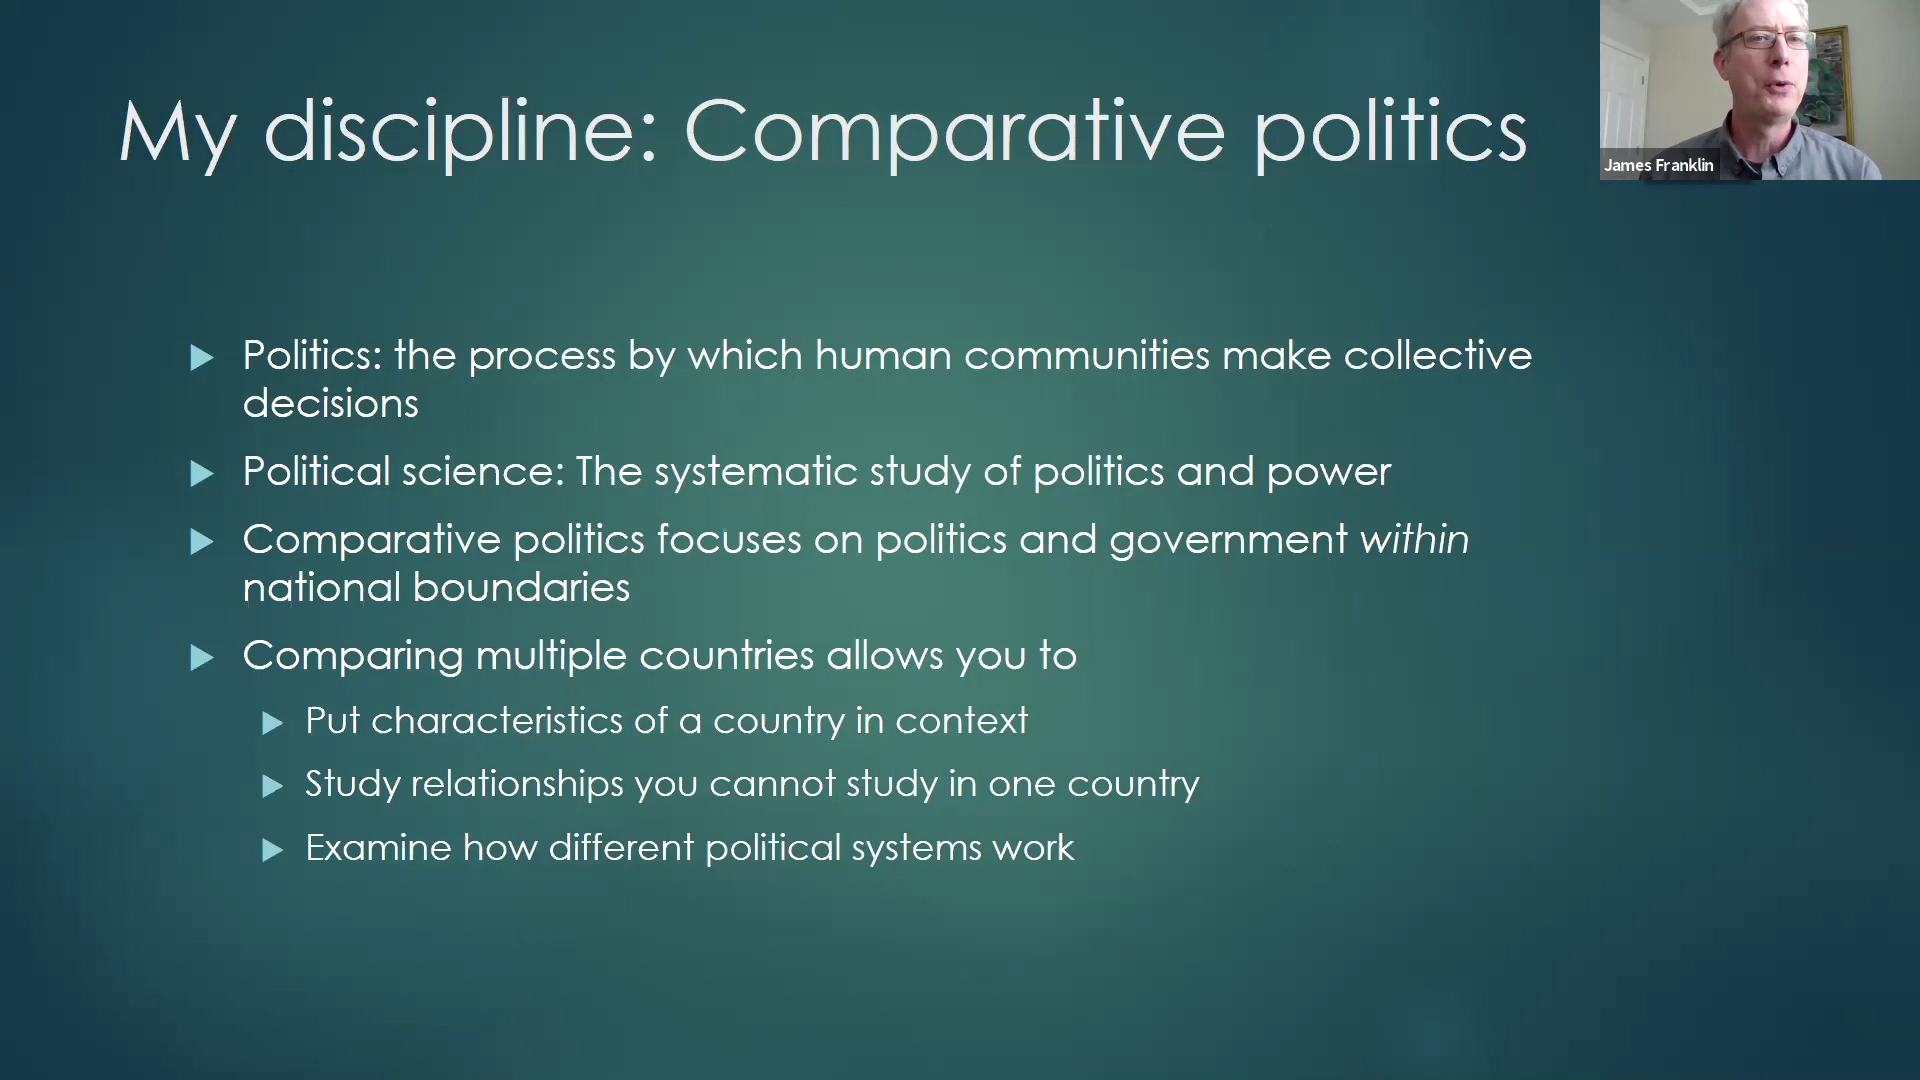 My discipline: Comparative politics
James Franklin
Politics: the process by which human communities make collective
decisions
Political science: The systematic study of politics and power
Comparative politics focuses on politics and government within
national boundaries
Comparing multiple countries allows you to
Put characteristics of a country in context
Study relationships you cannot study in one country
Examine how different political systems work